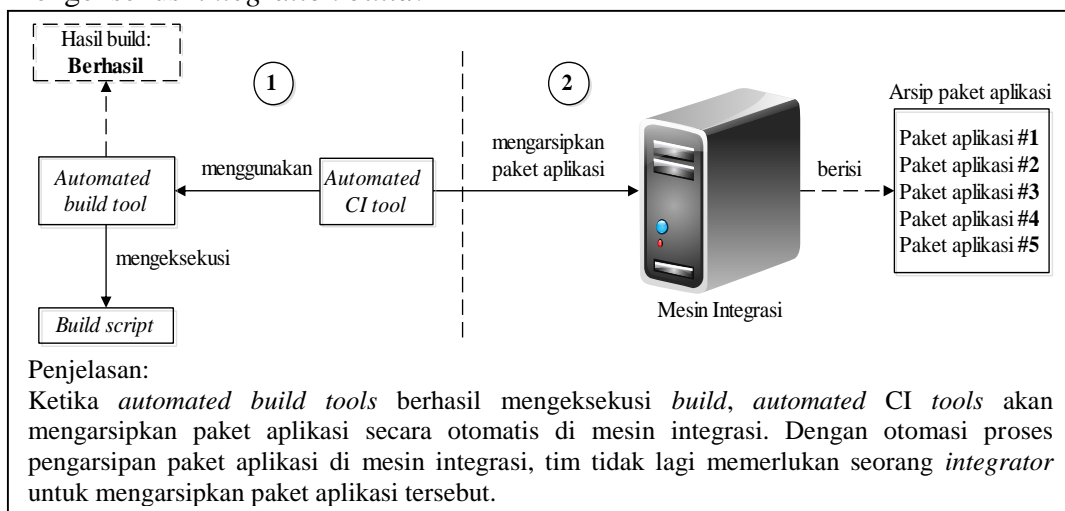 Hasil build:
Berhasil
1
2
Arsip paket aplikasi
mengarsipkan
paket aplikasi
Paket aplikasi #1
Paket aplikasi #2
Paket aplikasi #3
Paket aplikasi #4
Paket aplikasi #5
Automated
build tool
menggunakan
Automated
CI tool
berisi
mengeksekusi
Mesin Integrasi
Build script
Penjelasan:
Ketika automated build tools berhasil mengeksekusi build, automated CI tools akan
mengarsipkan paket aplikasi secara otomatis di mesin integrasi. Dengan otomasi proses
pengarsipan paket aplikasi di mesin integrasi, tim tidak lagi memerlukan seorang integrator
untuk mengarsipkan paket aplikasi tersebut.